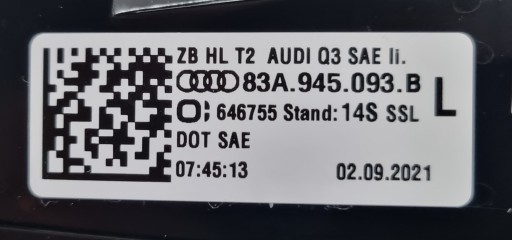 ZB HL T2 AUDI Q3 SAE li.
83A.945.093.B L
646755 Stand: 14S SSL
DOT SAE
07:45:13 02.09.2021